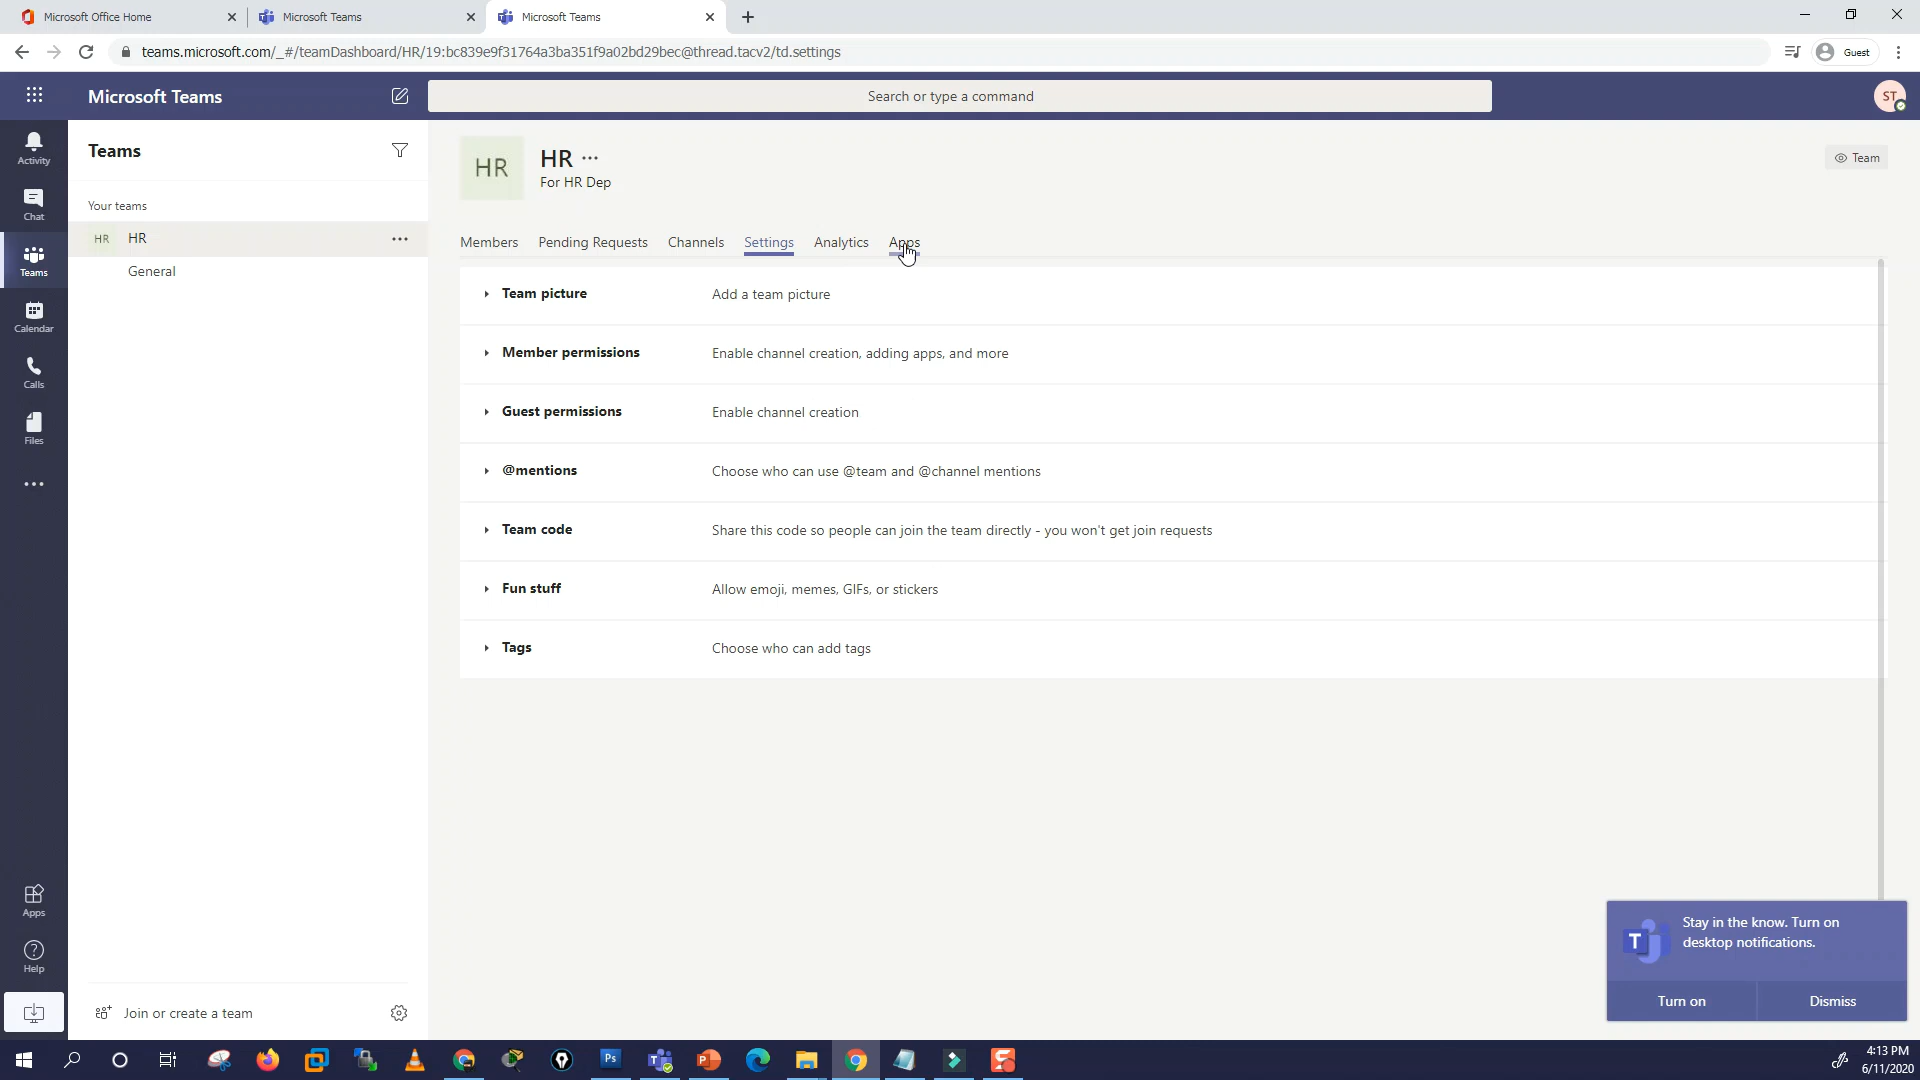 Microsoft Office Home
Microsoft Teams
Microsoft Teams
teams.microsoft.com/_#/teamDashboard/HR/19:bc839e9f31764a3ba351f9a02bd29bec@thread.tacv2/td.settings
Guest
Microsoft Teams
Search or type a command
ST
Activity
Chat
Teams
Calendar
Calls
Files
Apps
Help
Teams
Your teams
HR
HR
General
Join or create a team
HR
HR
For HR Dep
Team
Members
Pending Requests
Channels
Settings
Analytics
Apps
Team picture
Add a team picture
Member permissions
Enable channel creation, adding apps, and more
Guest permissions
Enable channel creation
@mentions
Choose who can use @team and @channel mentions
Team code
Share this code so people can join the team directly - you won't get join requests
Fun stuff
Allow emoji, memes, GIFs, or stickers
Tags
Choose who can add tags
T
Stay in the know. Turn on
desktop notifications.
Turn on
Dismiss
Ps
4:13 PM
6/11/2020